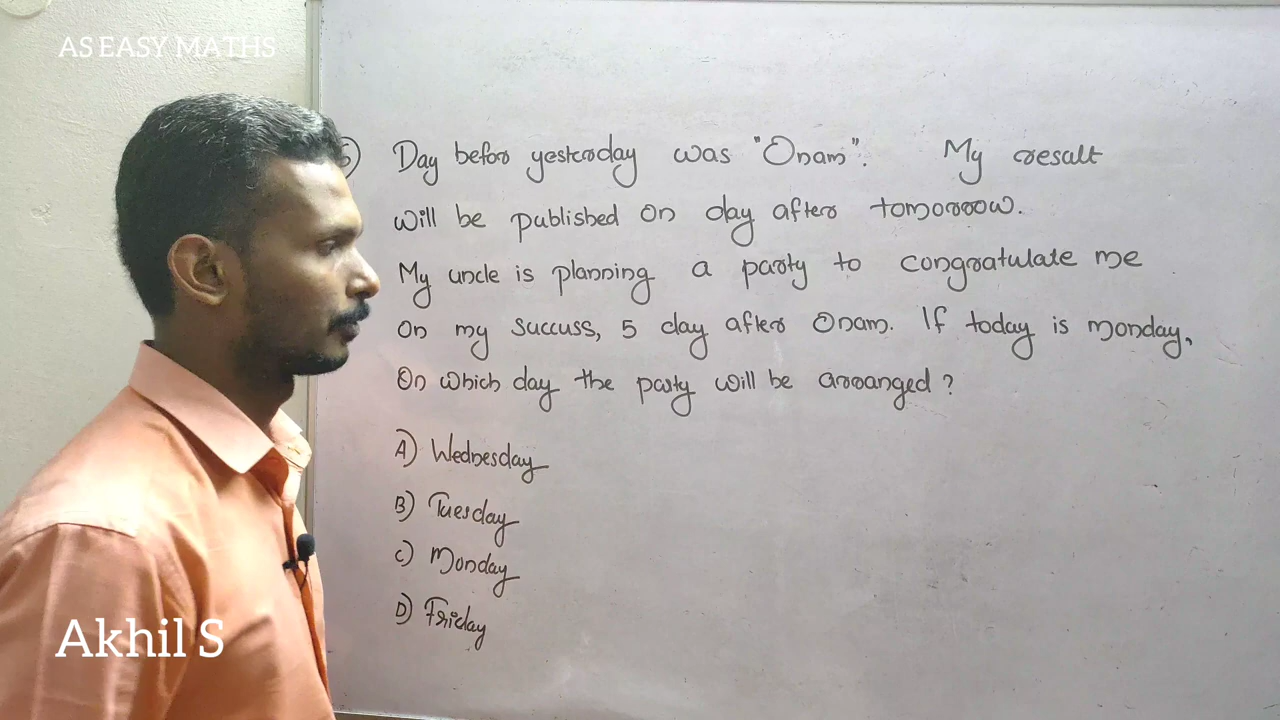 AS EASY MATHS
5) Day befor yesterday was "Onam". My result
will be published on day after tomorrow.
My uncle is planning a party to congratulate me
On my succuss, 5 day after Onam. If today is monday,
On which day the party will be arranged ?
A) Wednesday
B) Tuesday
C) Monday
D) Friday
Akhil S